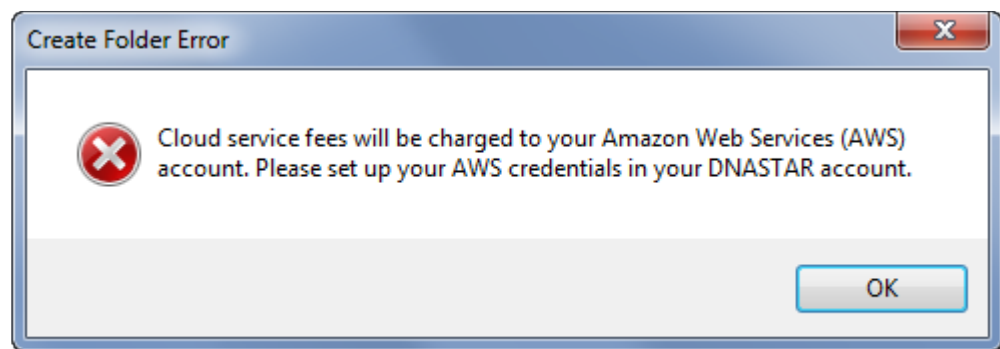 Create Folder Error
Cloud service fees will be charged to your Amazon Web Services (AWS)
account. Please set up your AWS credentials in your DNASTAR account.
OK